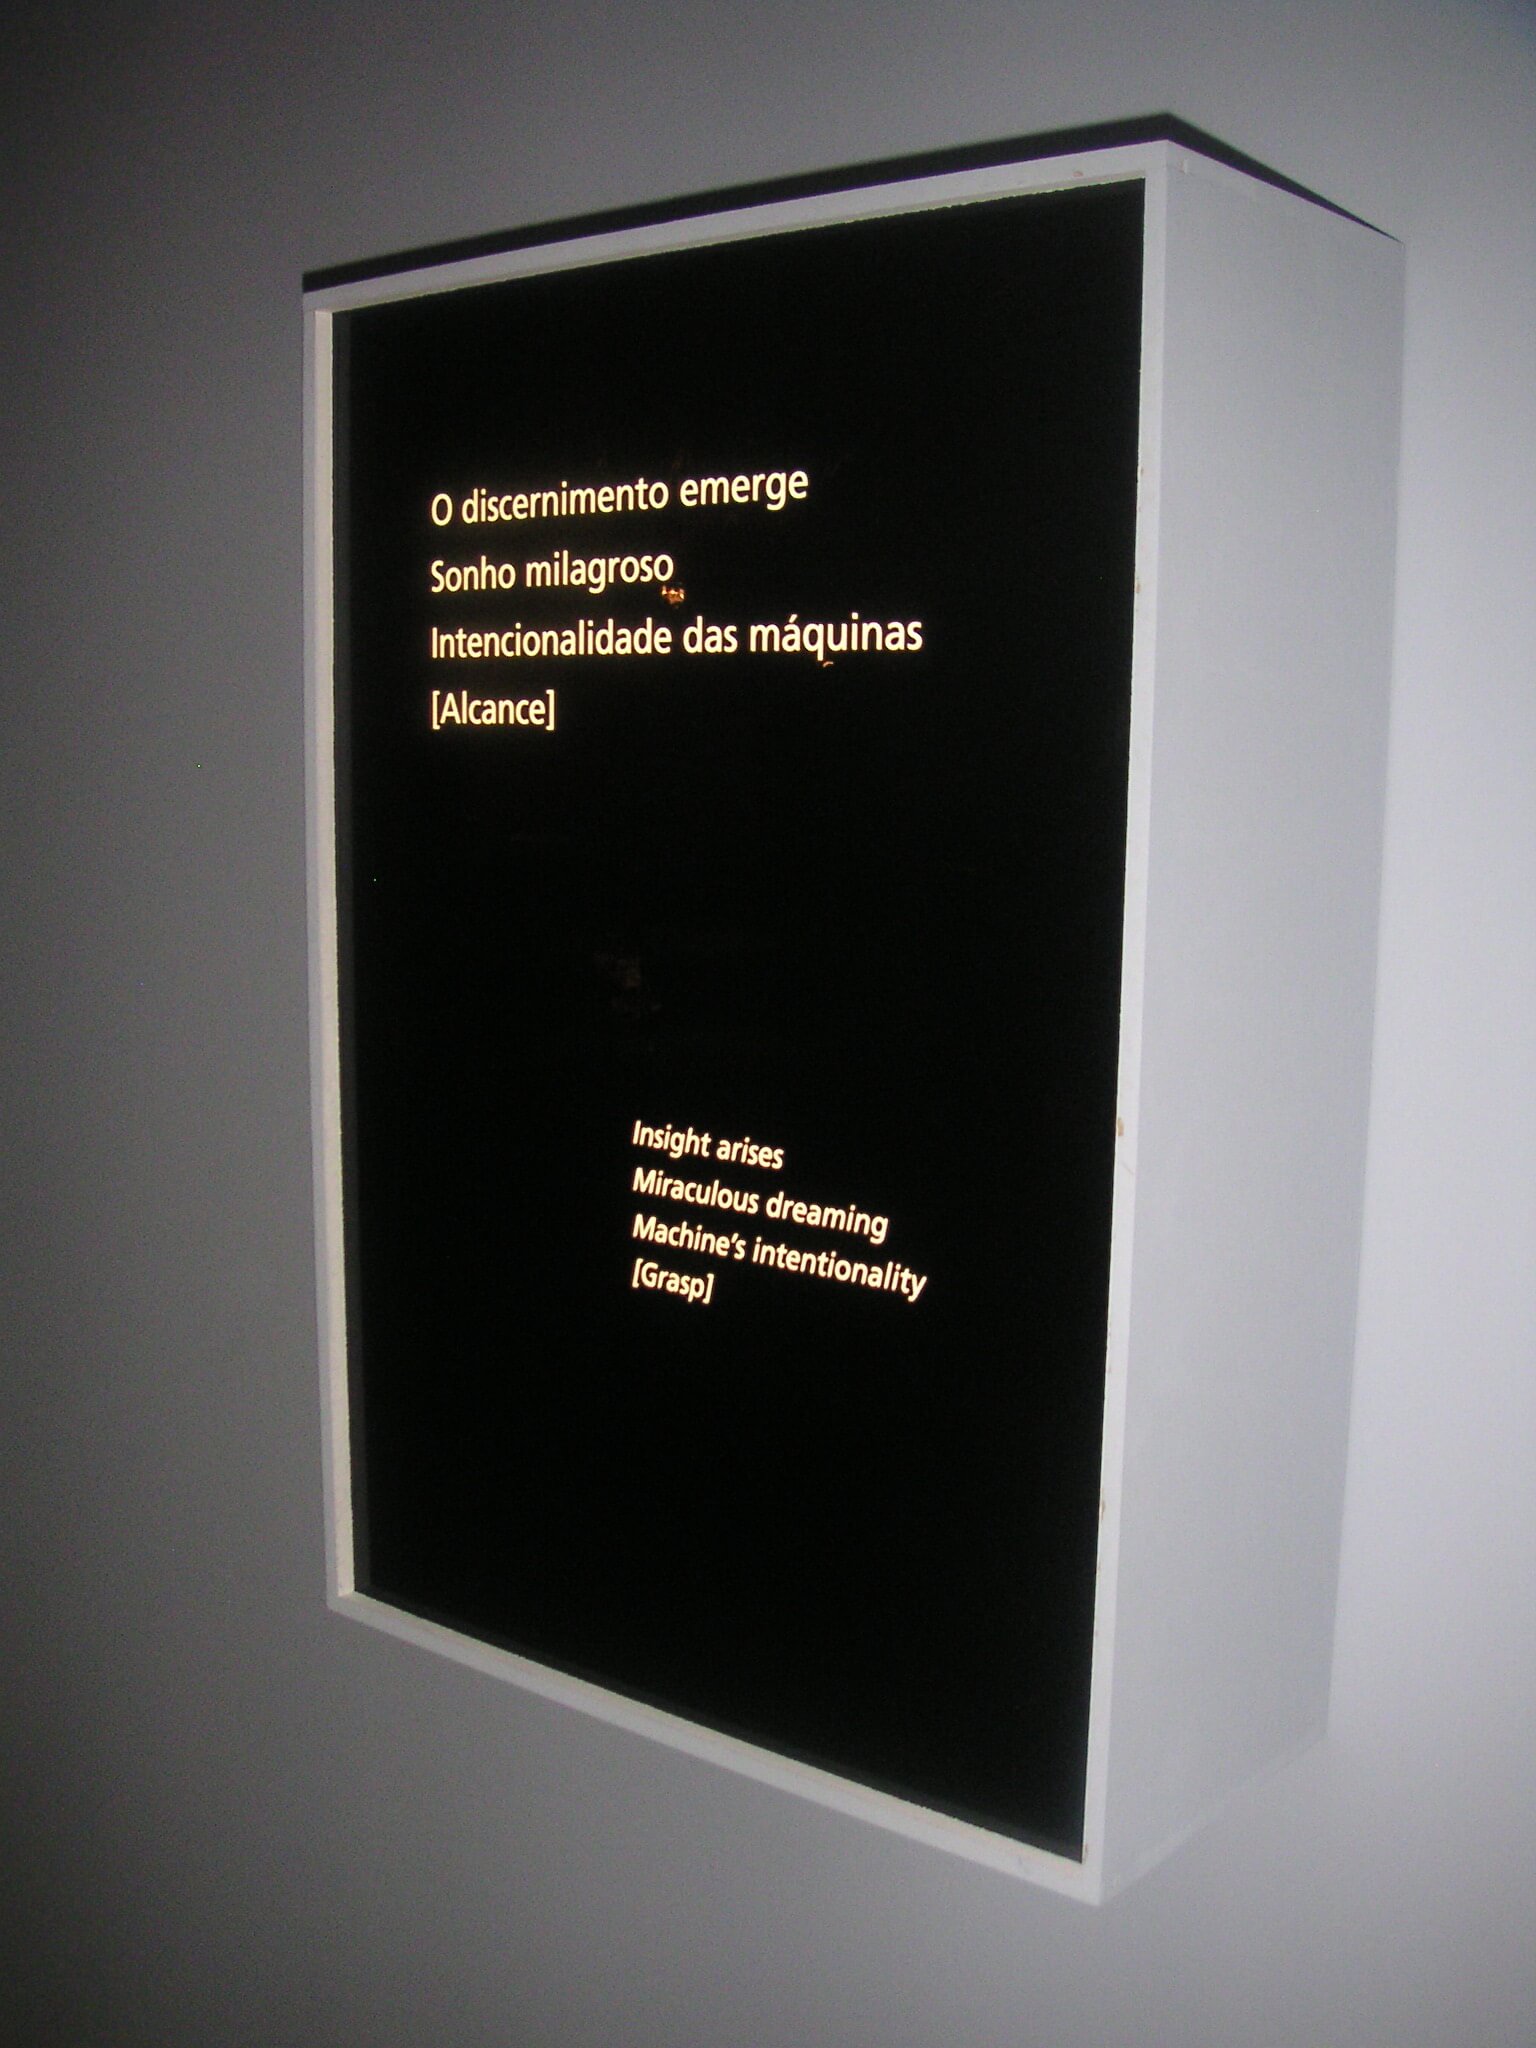 O discernimento emerge
Sonho milagroso
Intencionalidade das máquinas
[Alcance]
Insight arises
Miraculous dreaming
Machine's intentionality
[Grasp]